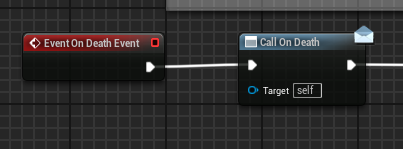 Event On Death Event
Call On Death
Target self